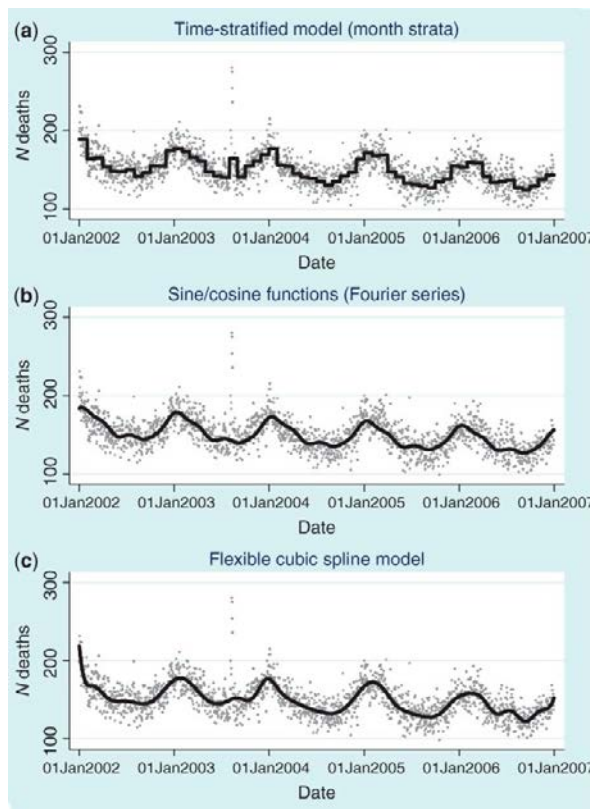 (a) Time-stratified model (month strata)
300
200
100
N deaths
01Jan2002 01Jan2003 01Jan2004 01Jan2005 01Jan2006 01Jan2007
Date
(b) Sine/cosine functions (Fourier series)
300
200
100
N deaths
01Jan2002 01Jan2003 01Jan2004 01Jan2005 01Jan2006 01Jan2007
Date
(c) Flexible cubic spline model
300
200
100
N deaths
01Jan2002 01Jan2003 01Jan2004 01Jan2005 01Jan2006 01Jan2007
Date